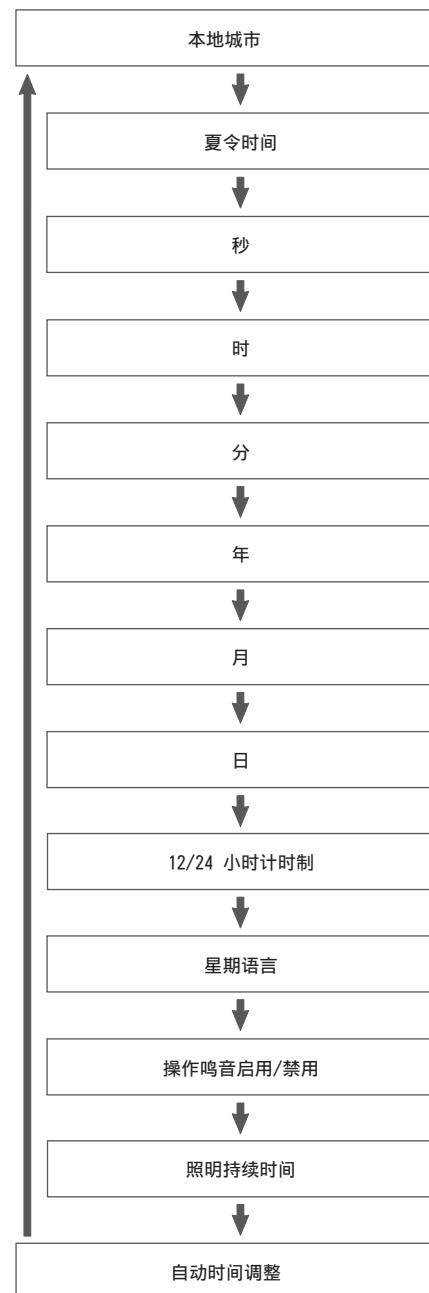 本地城市
夏令时间
秒
时
分
年
月
日
12/24 小时计时制
星期语言
操作鸣音启用/禁用
照明持续时间
自动时间调整